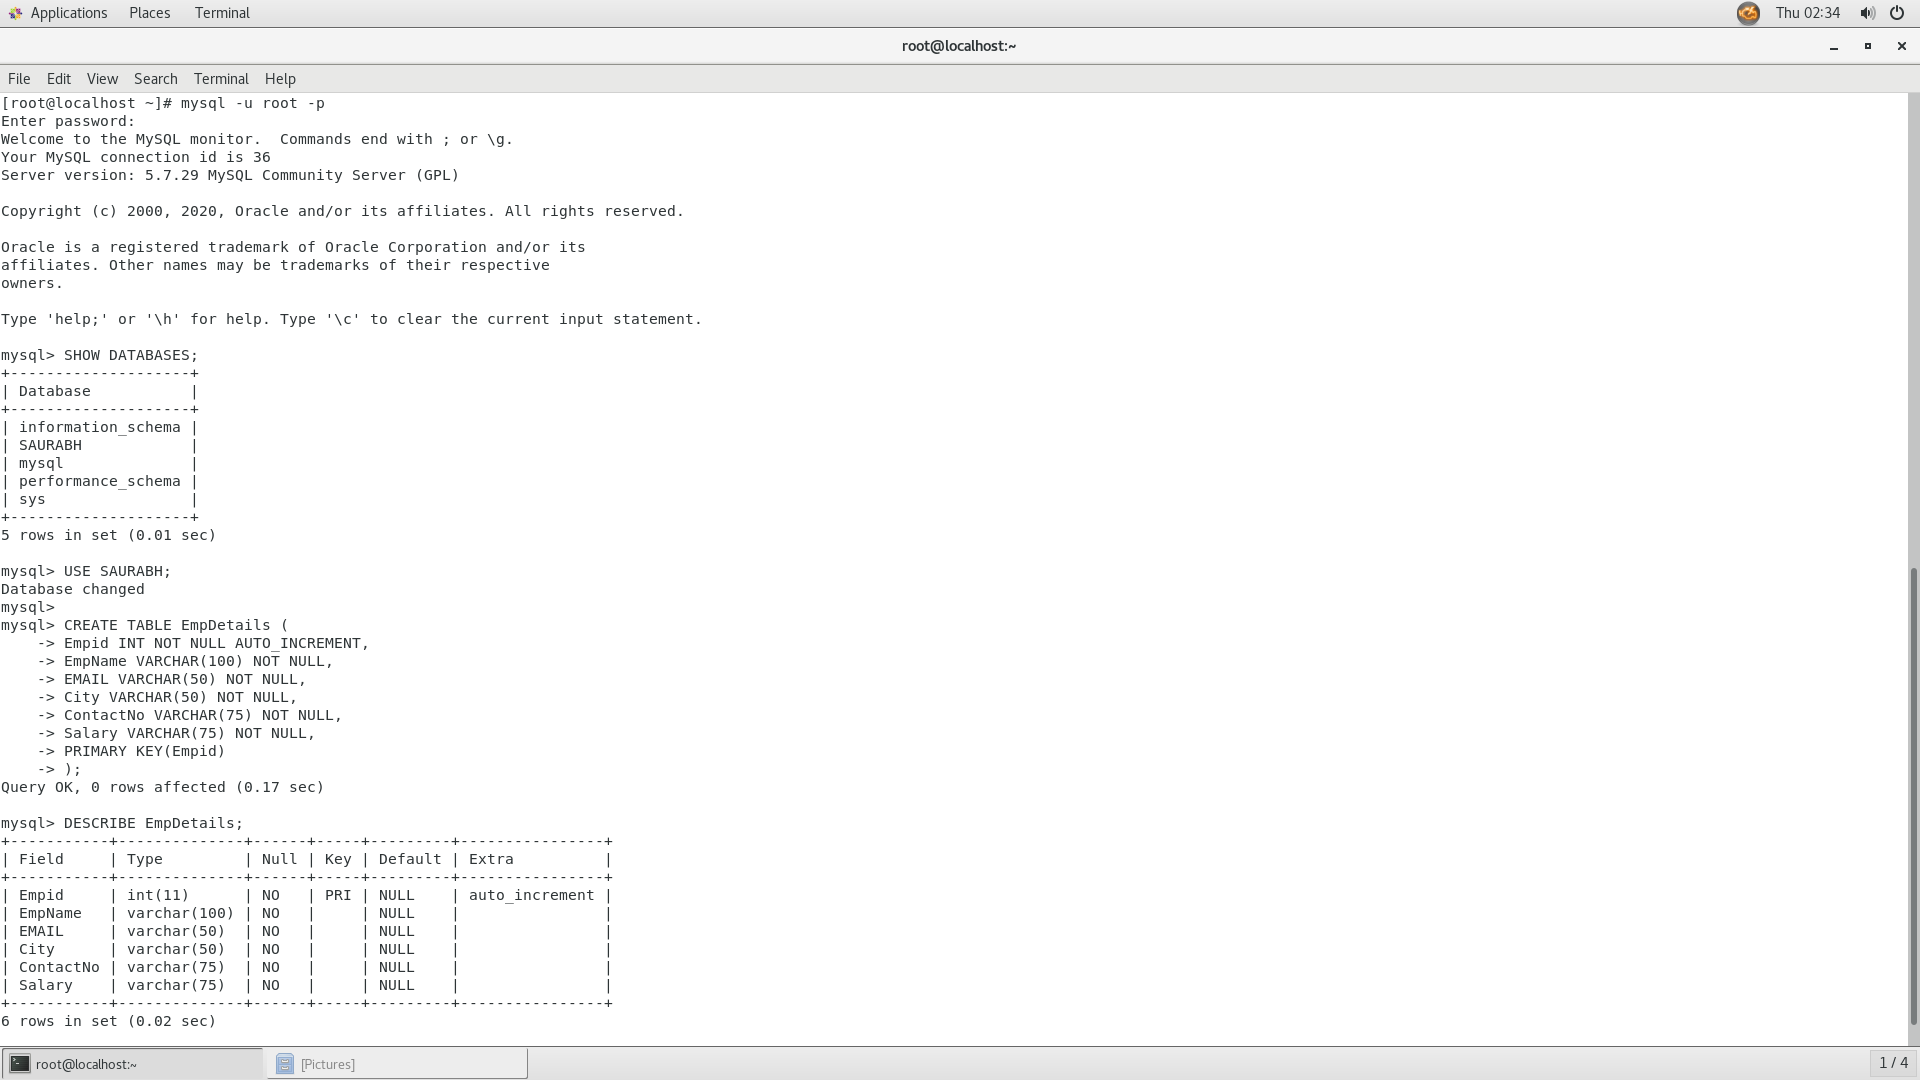 Applications Places Terminal Thu 02:34
root@localhost:~
File Edit View Search Terminal Help
[root@localhost ~]# mysql -u root -p
Enter password:
Welcome to the MySQL monitor.  Commands end with ; or \g.
Your MySQL connection id is 36
Server version: 5.7.29 MySQL Community Server (GPL)

Copyright (c) 2000, 2020, Oracle and/or its affiliates. All rights reserved.

Oracle is a registered trademark of Oracle Corporation and/or its
affiliates. Other names may be trademarks of their respective
owners.

Type 'help;' or '\h' for help. Type '\c' to clear the current input statement.

mysql> SHOW DATABASES;
+--------------------+
| Database           |
+--------------------+
| information_schema |
| SAURABH            |
| mysql              |
| performance_schema |
| sys                |
+--------------------+
5 rows in set (0.01 sec)

mysql> USE SAURABH;
Database changed
mysql>
mysql> CREATE TABLE EmpDetails (
    -> Empid INT NOT NULL AUTO_INCREMENT,
    -> EmpName VARCHAR(100) NOT NULL,
    -> EMAIL VARCHAR(50) NOT NULL,
    -> City VARCHAR(50) NOT NULL,
    -> ContactNo VARCHAR(75) NOT NULL,
    -> Salary VARCHAR(75) NOT NULL,
    -> PRIMARY KEY(Empid)
    -> );
Query OK, 0 rows affected (0.17 sec)

mysql> DESCRIBE EmpDetails;
+-----------+--------------+------+-----+---------+----------------+
| Field     | Type         | Null | Key | Default | Extra          |
+-----------+--------------+------+-----+---------+----------------+
| Empid     | int(11)      | NO   | PRI | NULL    | auto_increment |
| EmpName   | varchar(100) | NO   |     | NULL    |                |
| EMAIL     | varchar(50)  | NO   |     | NULL    |                |
| City      | varchar(50)  | NO   |     | NULL    |                |
| ContactNo | varchar(75)  | NO   |     | NULL    |                |
| Salary    | varchar(75)  | NO   |     | NULL    |                |
+-----------+--------------+------+-----+---------+----------------+
6 rows in set (0.02 sec)
root@localhost:~ [Pictures] 1 / 4